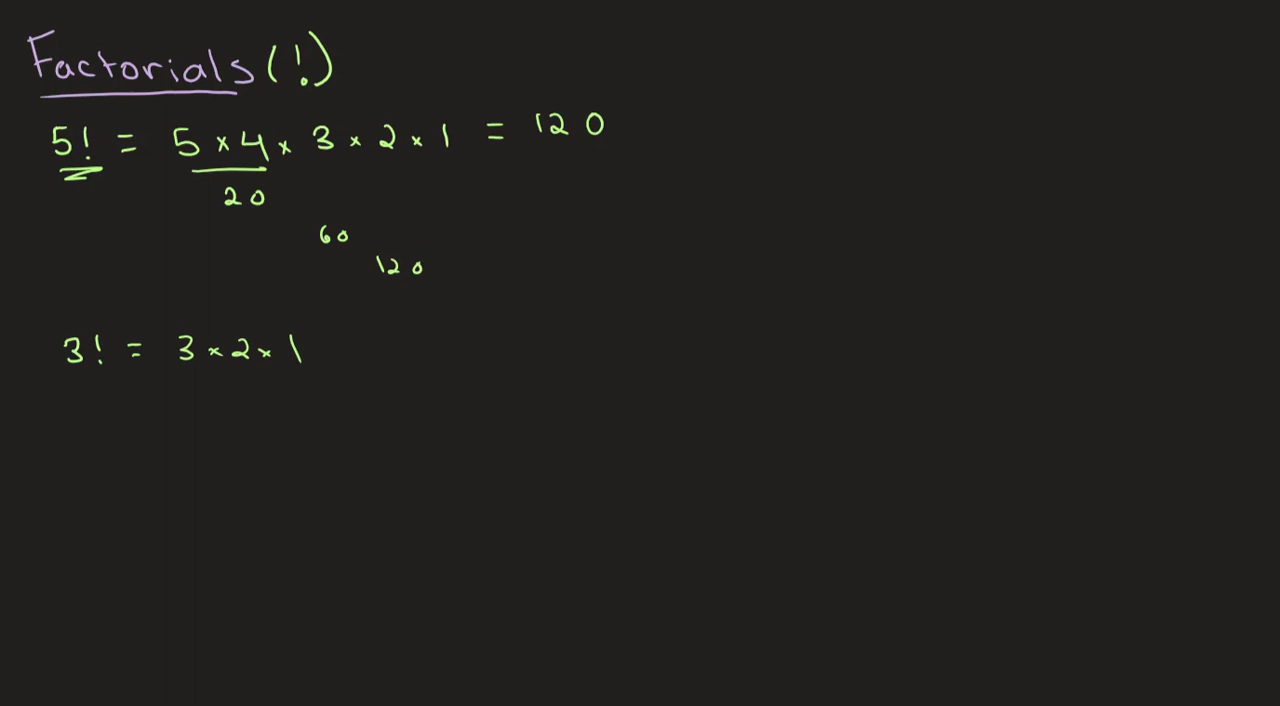 Factorials (!)
5! = 5 × 4 × 3 × 2 × 1 = 120
20
60
120
3! = 3 × 2 × 1